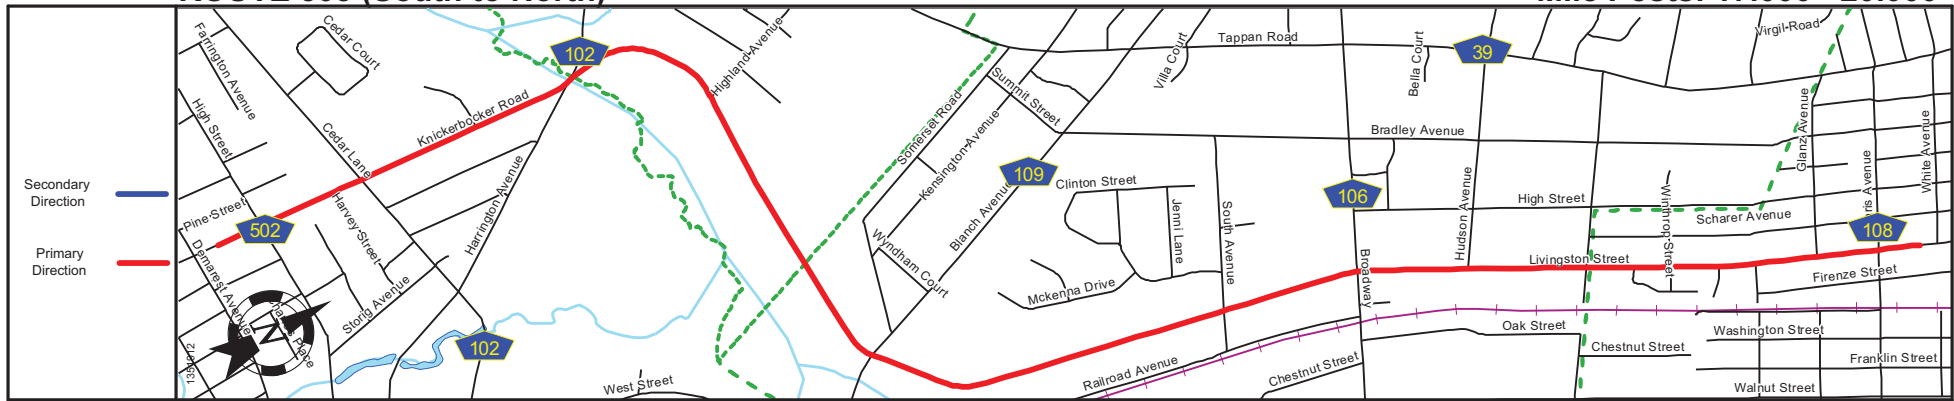 Secondary
Direction
Primary
Direction
Farrington Avenue
Cedar Court
102
Highland Avenue
Tappan Road
Villa Court
Bella Court
39
Virgil Road
High Street
Cedar Lane
Knickerbocker Road
Summit Street
Somerset Road
Kensington Avenue
Bradley Avenue
Glanz Avenue
White Avenue
Pine Street
502
Harvey Street
Harrington Avenue
109
Blanch Avenue
Clinton Street
Jenni Lane
South Avenue
106
Hudson Avenue
High Street
Winthrop Street
Scharer Avenue
ris Avenue
108
Demarest Avenue
Storig Avenue
Wyndham Court
Mckenna Drive
Broadway
Livingston Street
Firenze Street
N
Place
102
West Street
Railroad Avenue
Chestnut Street
Oak Street
Chestnut Street
Washington Street
Franklin Street
Walnut Street